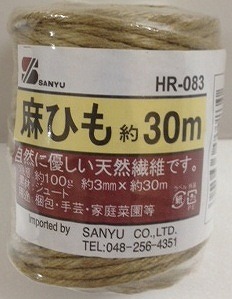 SANYU
HR-083
麻ひも 約30m
自然に優しい天然繊維です。
約100g 約3mm×約30m
ジュート
梱包・手芸・家庭菜園等
imported by SANYU CO.,LTD.
TEL:048-256-4351